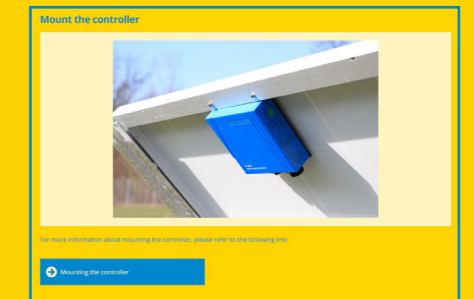 Mount the controller
For more information about mounting the controller, please refer to the following link:
Mounting the controller